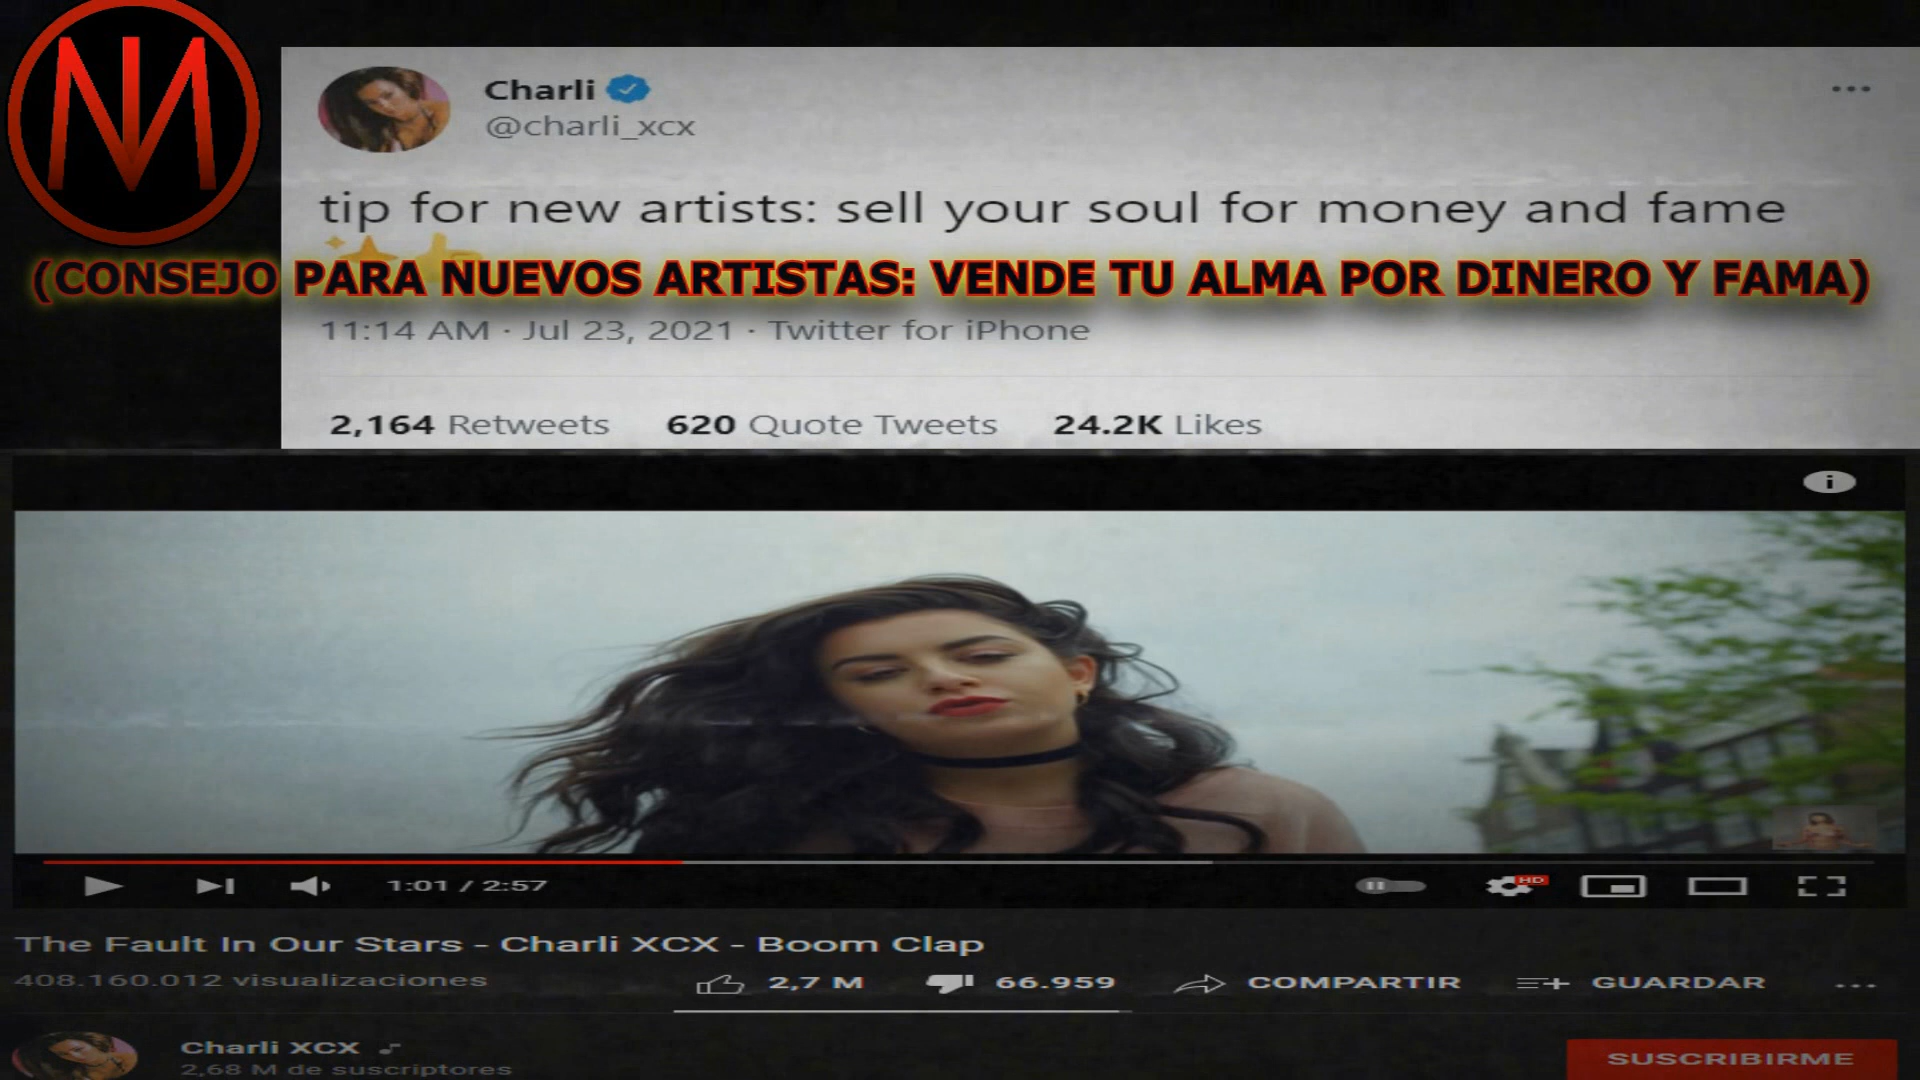 Charli
@charli_xcx
tip for new artists: sell your soul for money and fame
(CONSEJO PARA NUEVOS ARTISTAS: VENDE TU ALMA POR DINERO Y FAMA)
11:14 AM · Jul 23, 2021 · Twitter for iPhone
2,164 Retweets 620 Quote Tweets 24.2K Likes
1:01 / 2:57
HD
The Fault In Our Stars - Charli XCX - Boom Clap
408.160.012 visualizaciones
2,7 M 66.959 COMPARTIR GUARDAR
Charli XCX
2,68 M de suscriptores
SUSCRIBIRME